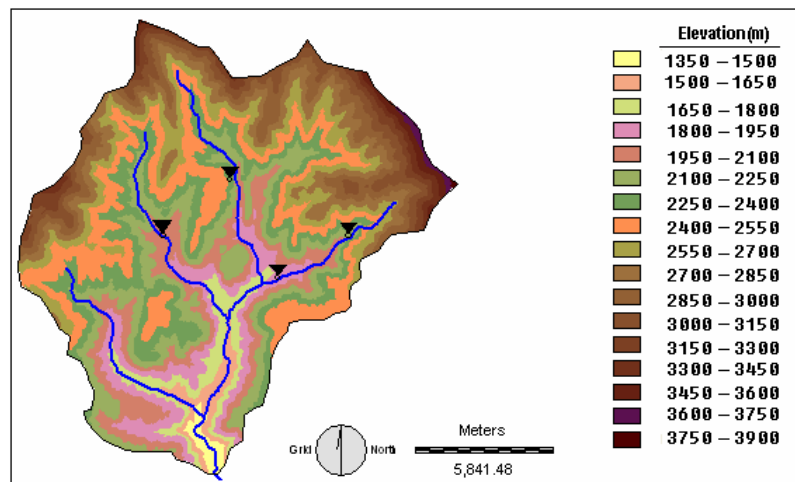 Elevation(m)
1350 – 1500
1500 – 1650
1650 – 1800
1800 – 1950
1950 – 2100
2100 – 2250
2250 – 2400
2400 – 2550
2550 – 2700
2700 – 2850
2850 – 3000
3000 – 3150
3150 – 3300
3300 – 3450
3450 – 3600
3600 – 3750
3750 – 3900
Grid North
Meters
5,841.48